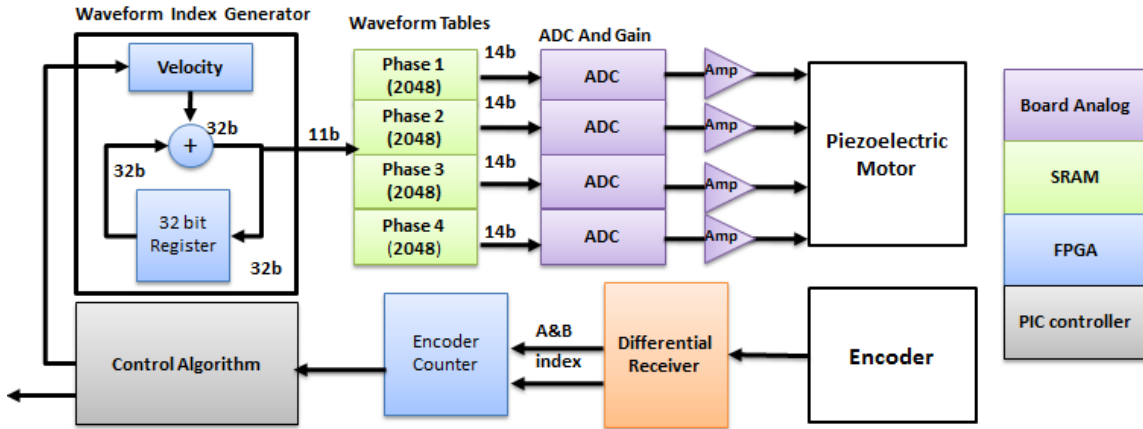 Waveform Index Generator
Velocity
32b
+
32b
32 bit
Register
32b
11b
Waveform Tables
Phase 1
(2048)
Phase 2
(2048)
Phase 3
(2048)
Phase 4
(2048)
14b
14b
14b
14b
ADC And Gain
ADC
ADC
ADC
ADC
Amp
Amp
Amp
Amp
Piezoelectric
Motor
Board Analog
SRAM
FPGA
PIC controller
Control Algorithm
Encoder
Counter
A&B
index
Differential
Receiver
Encoder